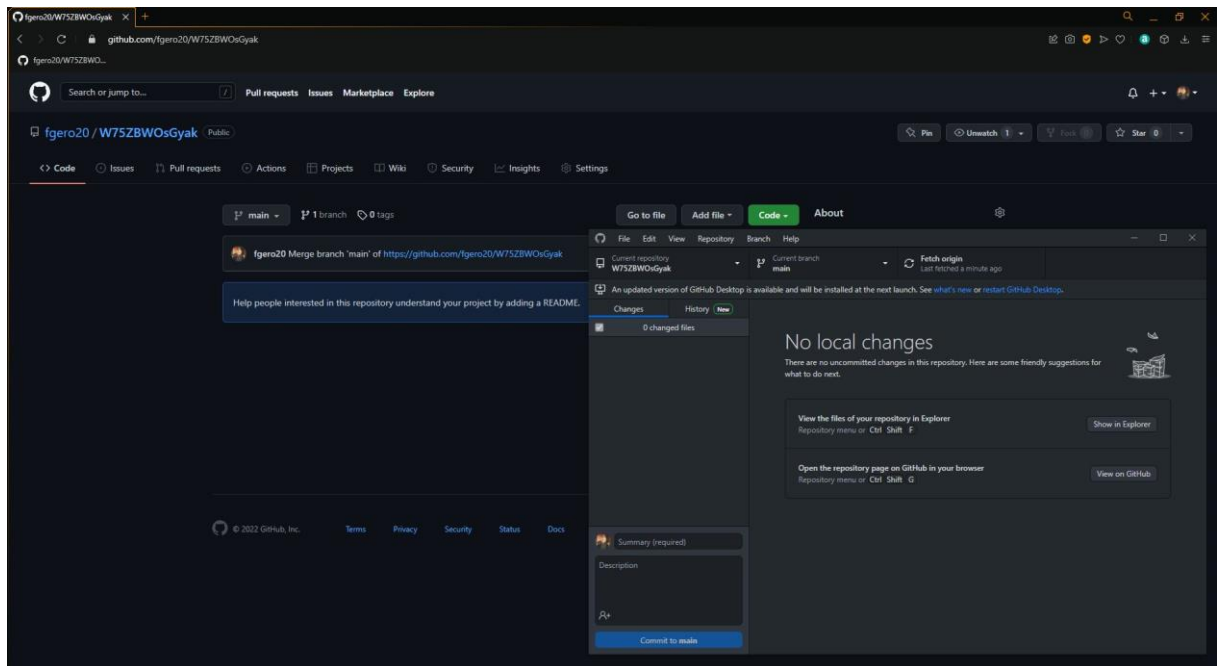 fgero20/W75ZBWOsGyak
github.com/fgero20/W75ZBWOsGyak
fgero20/W75ZBWO...
Search or jump to... / Pull requests Issues Marketplace Explore
fgero20 / W75ZBWOsGyak Public
Pin Unwatch 1 Fork 0 Star 0
<> Code Issues Pull requests Actions Projects Wiki Security Insights Settings
main 1 branch 0 tags Go to file Add file Code About
fgero20 Merge branch 'main' of https://github.com/fgero20/W75ZBWOsGyak
Help people interested in this repository understand your project by adding a README.
© 2022 GitHub, Inc. Terms Privacy Security Status Docs
File Edit View Repository Branch Help
Current repository
W75ZBWOsGyak
Current branch
main
Fetch origin
Last fetched a minute ago
An updated version of GitHub Desktop is available and will be installed at the next launch. See what's new or restart GitHub Desktop.
Changes History New
0 changed files
No local changes
There are no uncommitted changes in this repository. Here are some friendly suggestions for
what to do next.
View the files of your repository in Explorer
Repository menu or Ctrl Shift F
Show in Explorer
Open the repository page on GitHub in your browser
Repository menu or Ctrl Shift G
View on GitHub
Summary (required)
Description
Commit to main